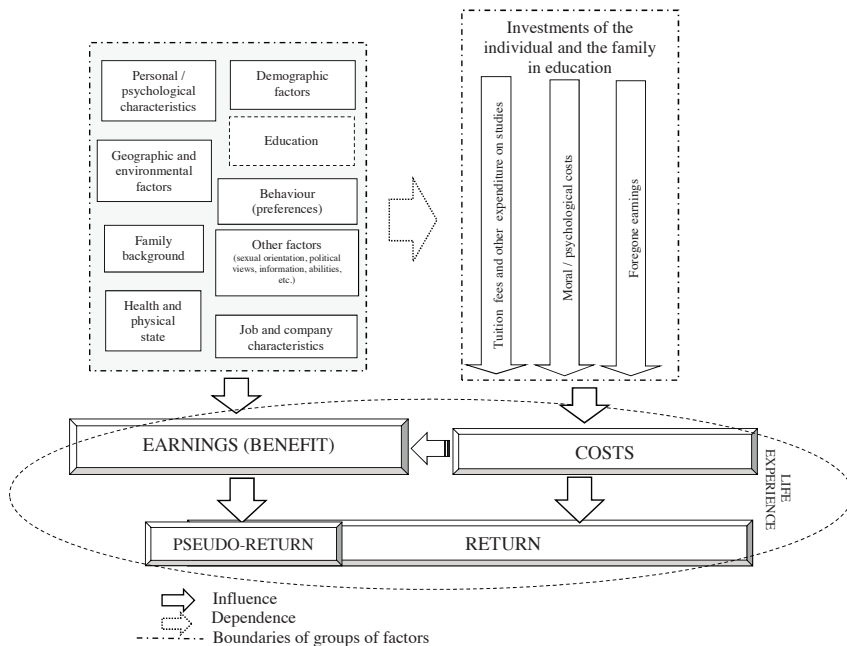 Personal /
psychological
characteristics
Demographic
factors
Education
Geographic and
environmental
factors
Behaviour
(preferences)
Family
background
Other factors
(sexual orientation, political
views, information, abilities,
etc.)
Health and
physical
state
Job and company
characteristics
Investments of the
individual and the family
in education
Tuition fees and other expenditure on studies
Moral / psychological costs
Foregone earnings
EARNINGS (BENEFIT)
COSTS
LIFE
EXPERIENCE
PSEUDO-RETURN
RETURN
Influence
Dependence
Boundaries of groups of factors